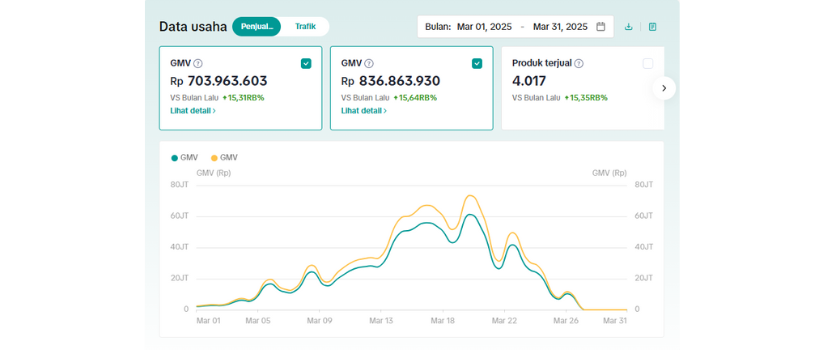 Data usaha Penjual... Trafik Bulan: Mar 01, 2025 - Mar 31, 2025
GMV GMV Produk terjual
Rp 703.963.603 Rp 836.863.930 4.017
VS Bulan Lalu +15,31RB% VS Bulan Lalu +15,64RB% VS Bulan Lalu +15,35RB%
Lihat detail › Lihat detail ›
GMV GMV
GMV (Rp) GMV (Rp)
80JT 80JT
60JT 60JT
40JT 40JT
20JT 20JT
0 0
Mar 01 Mar 05 Mar 09 Mar 13 Mar 18 Mar 22 Mar 26 Mar 31